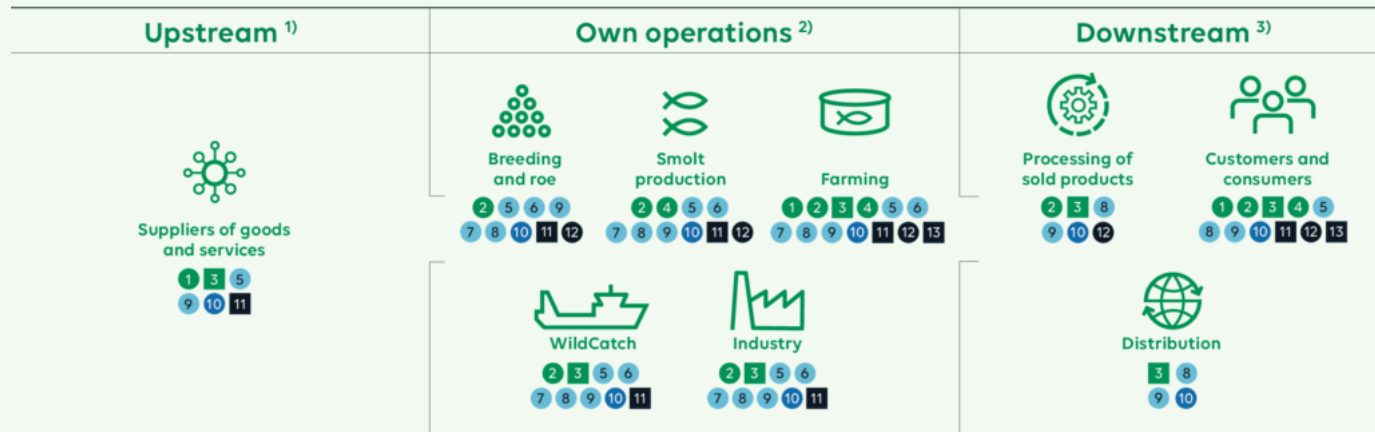 Upstream 1)
Own operations 2)
Downstream 3)
Suppliers of goods
and services
1 3 5
9 10 11
Breeding
and roe
2 5 6 9
7 8 10 11 12
Smolt
production
2 4 5 6
7 8 9 10 11 12
Farming
1 2 3 4 5 6
7 8 9 10 11 12 13
WildCatch
2 3 5 6
7 8 9 10 11
Industry
2 3 5 6
7 8 9 10 11
Processing of
sold products
2 3 8
9 10 12
Customers and
consumers
1 2 3 4 5
8 9 10 11 12 13
Distribution
3 8
9 10